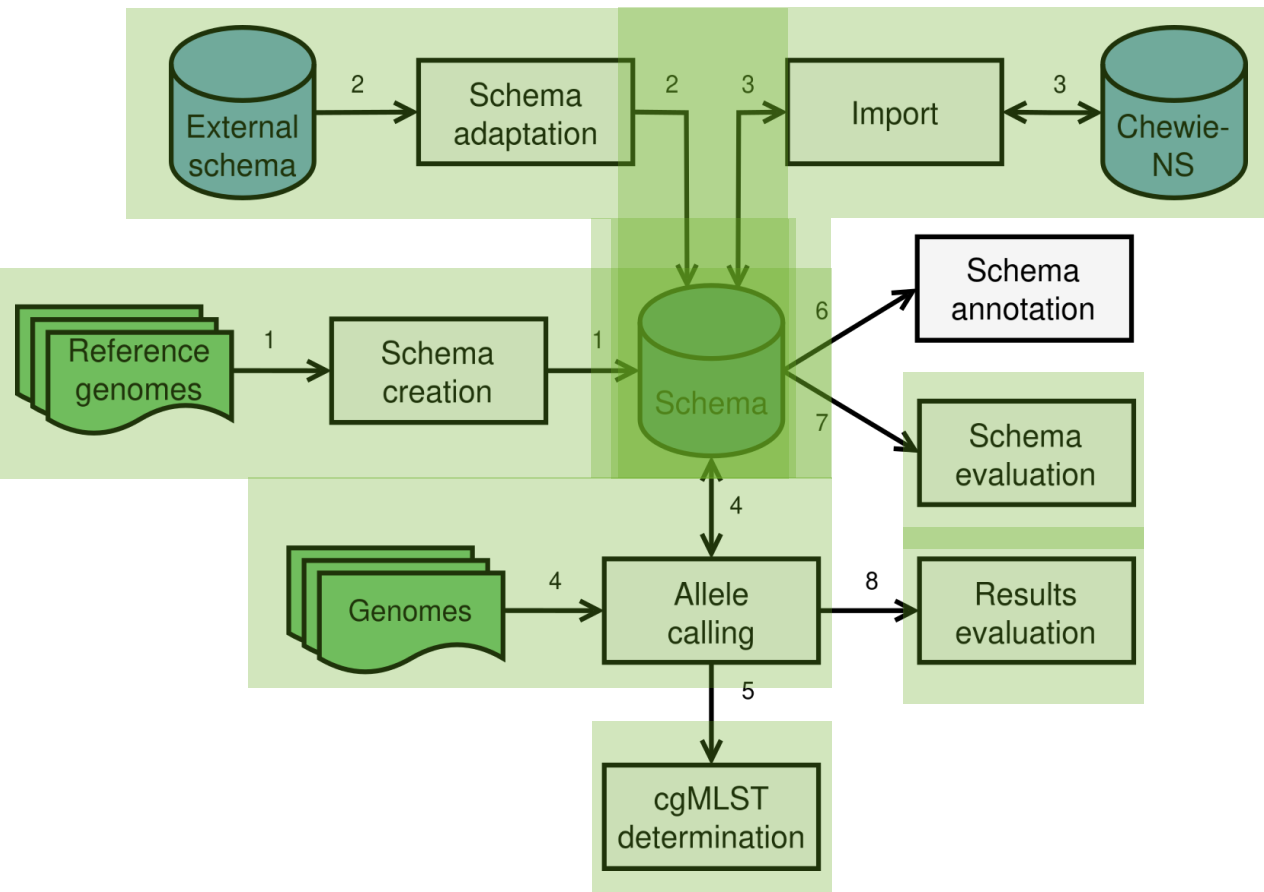 2
2
3
3
External
schema
Schema
adaptation
Import
Chewie-
NS
Reference
genomes
1
Schema
creation
1
Schema
6
Schema
annotation
7
Schema
evaluation
4
Genomes
4
Allele
calling
8
Results
evaluation
5
cgMLST
determination